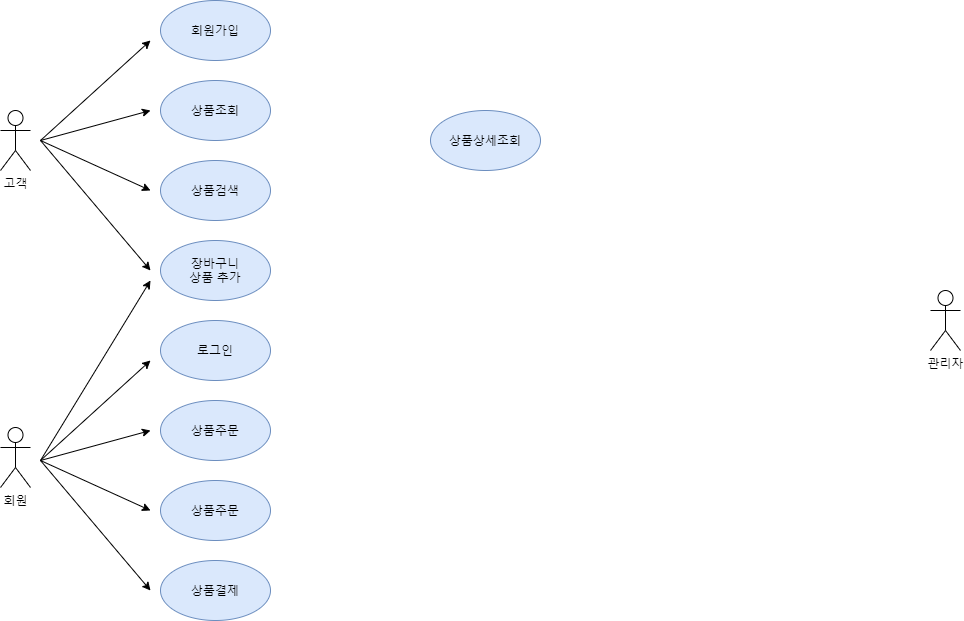 회원가입
상품조회
상품상세조회
고객
상품검색
장바구니
상품 추가
로그인
관리자
상품주문
회원
상품주문
상품결제